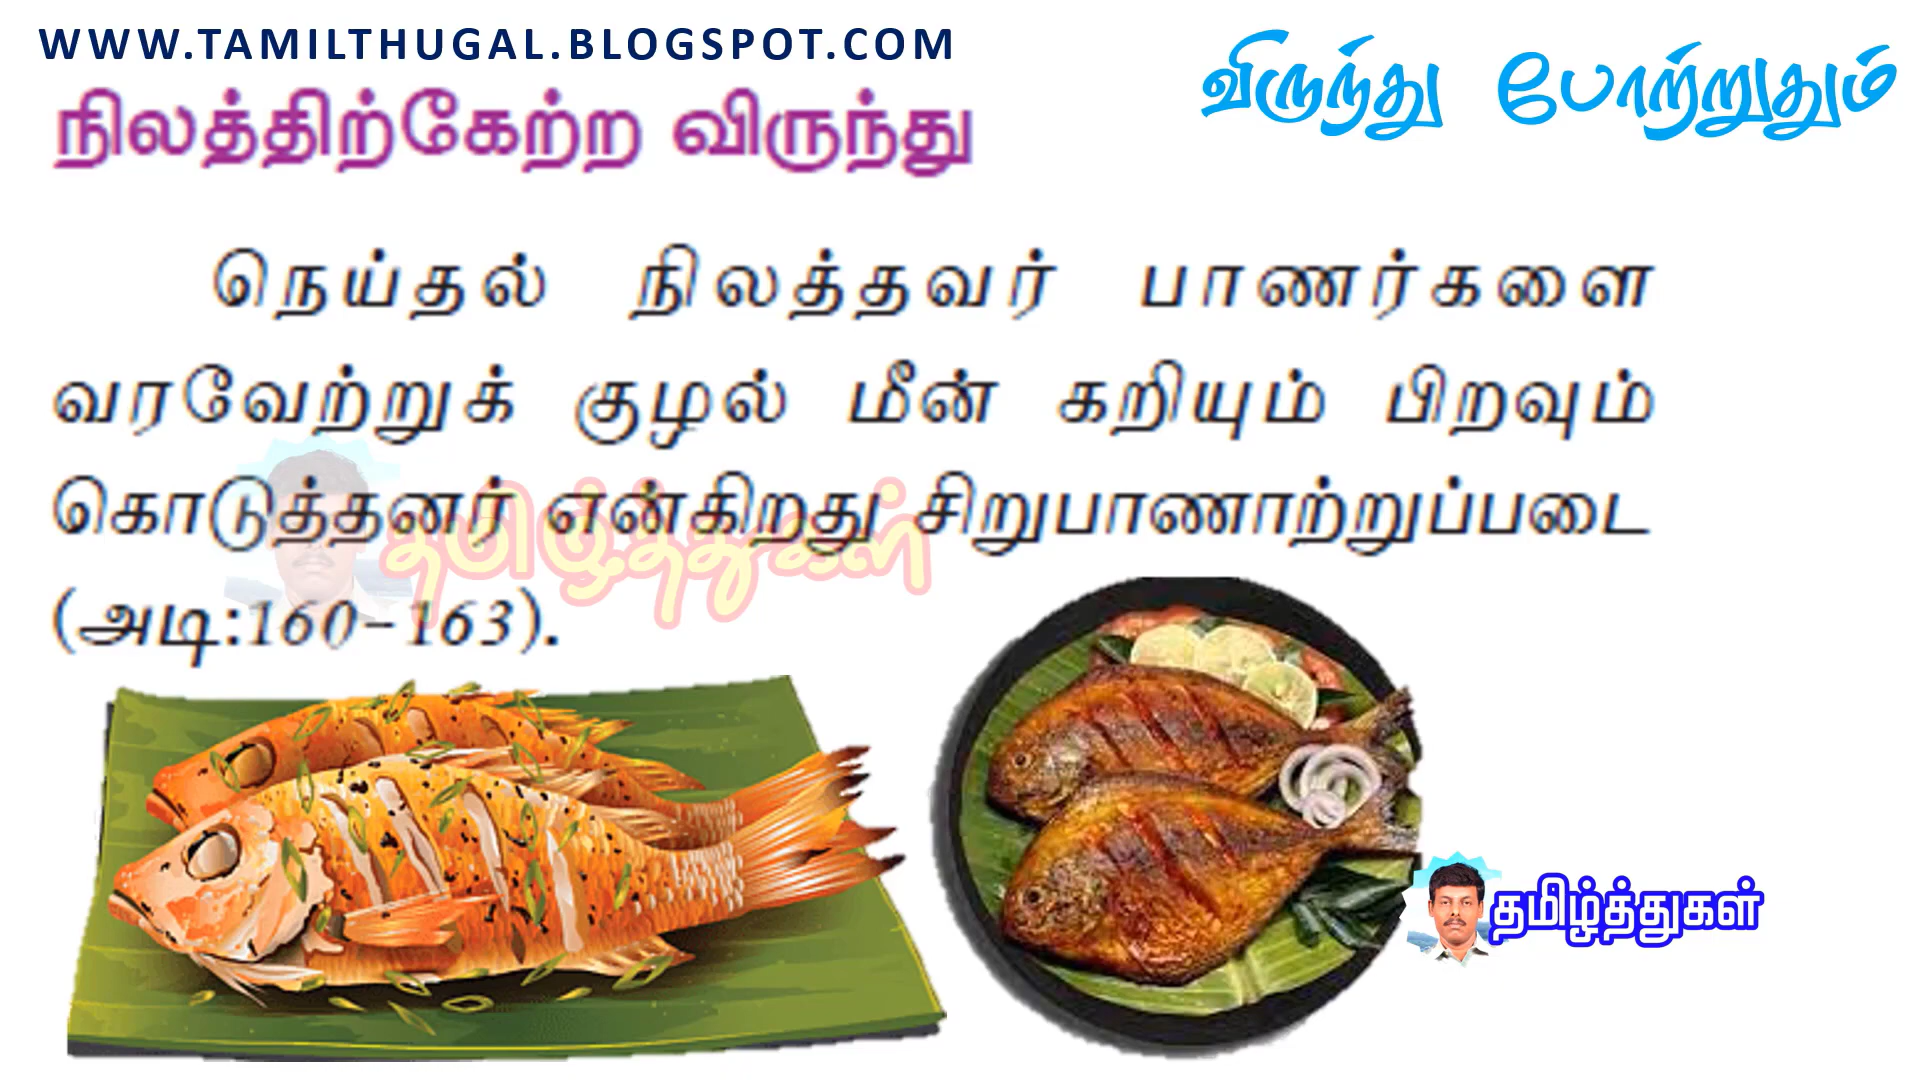 WWW.TAMILTHUGAL.BLOGSPOT.COM
விருந்து போற்றுதும்
நிலத்திற்கேற்ற விருந்து
நெய்தல் நிலத்தவர் பாணர்களை
வரவேற்றுக் குழல் மீன் கறியும் பிறவும்
கொடுத்தனர் என்கிறது சிறுபாணாற்றுப்படை
(அடி:160-163).
தமிழ்த்துகள்
தமிழ்த்துகள்